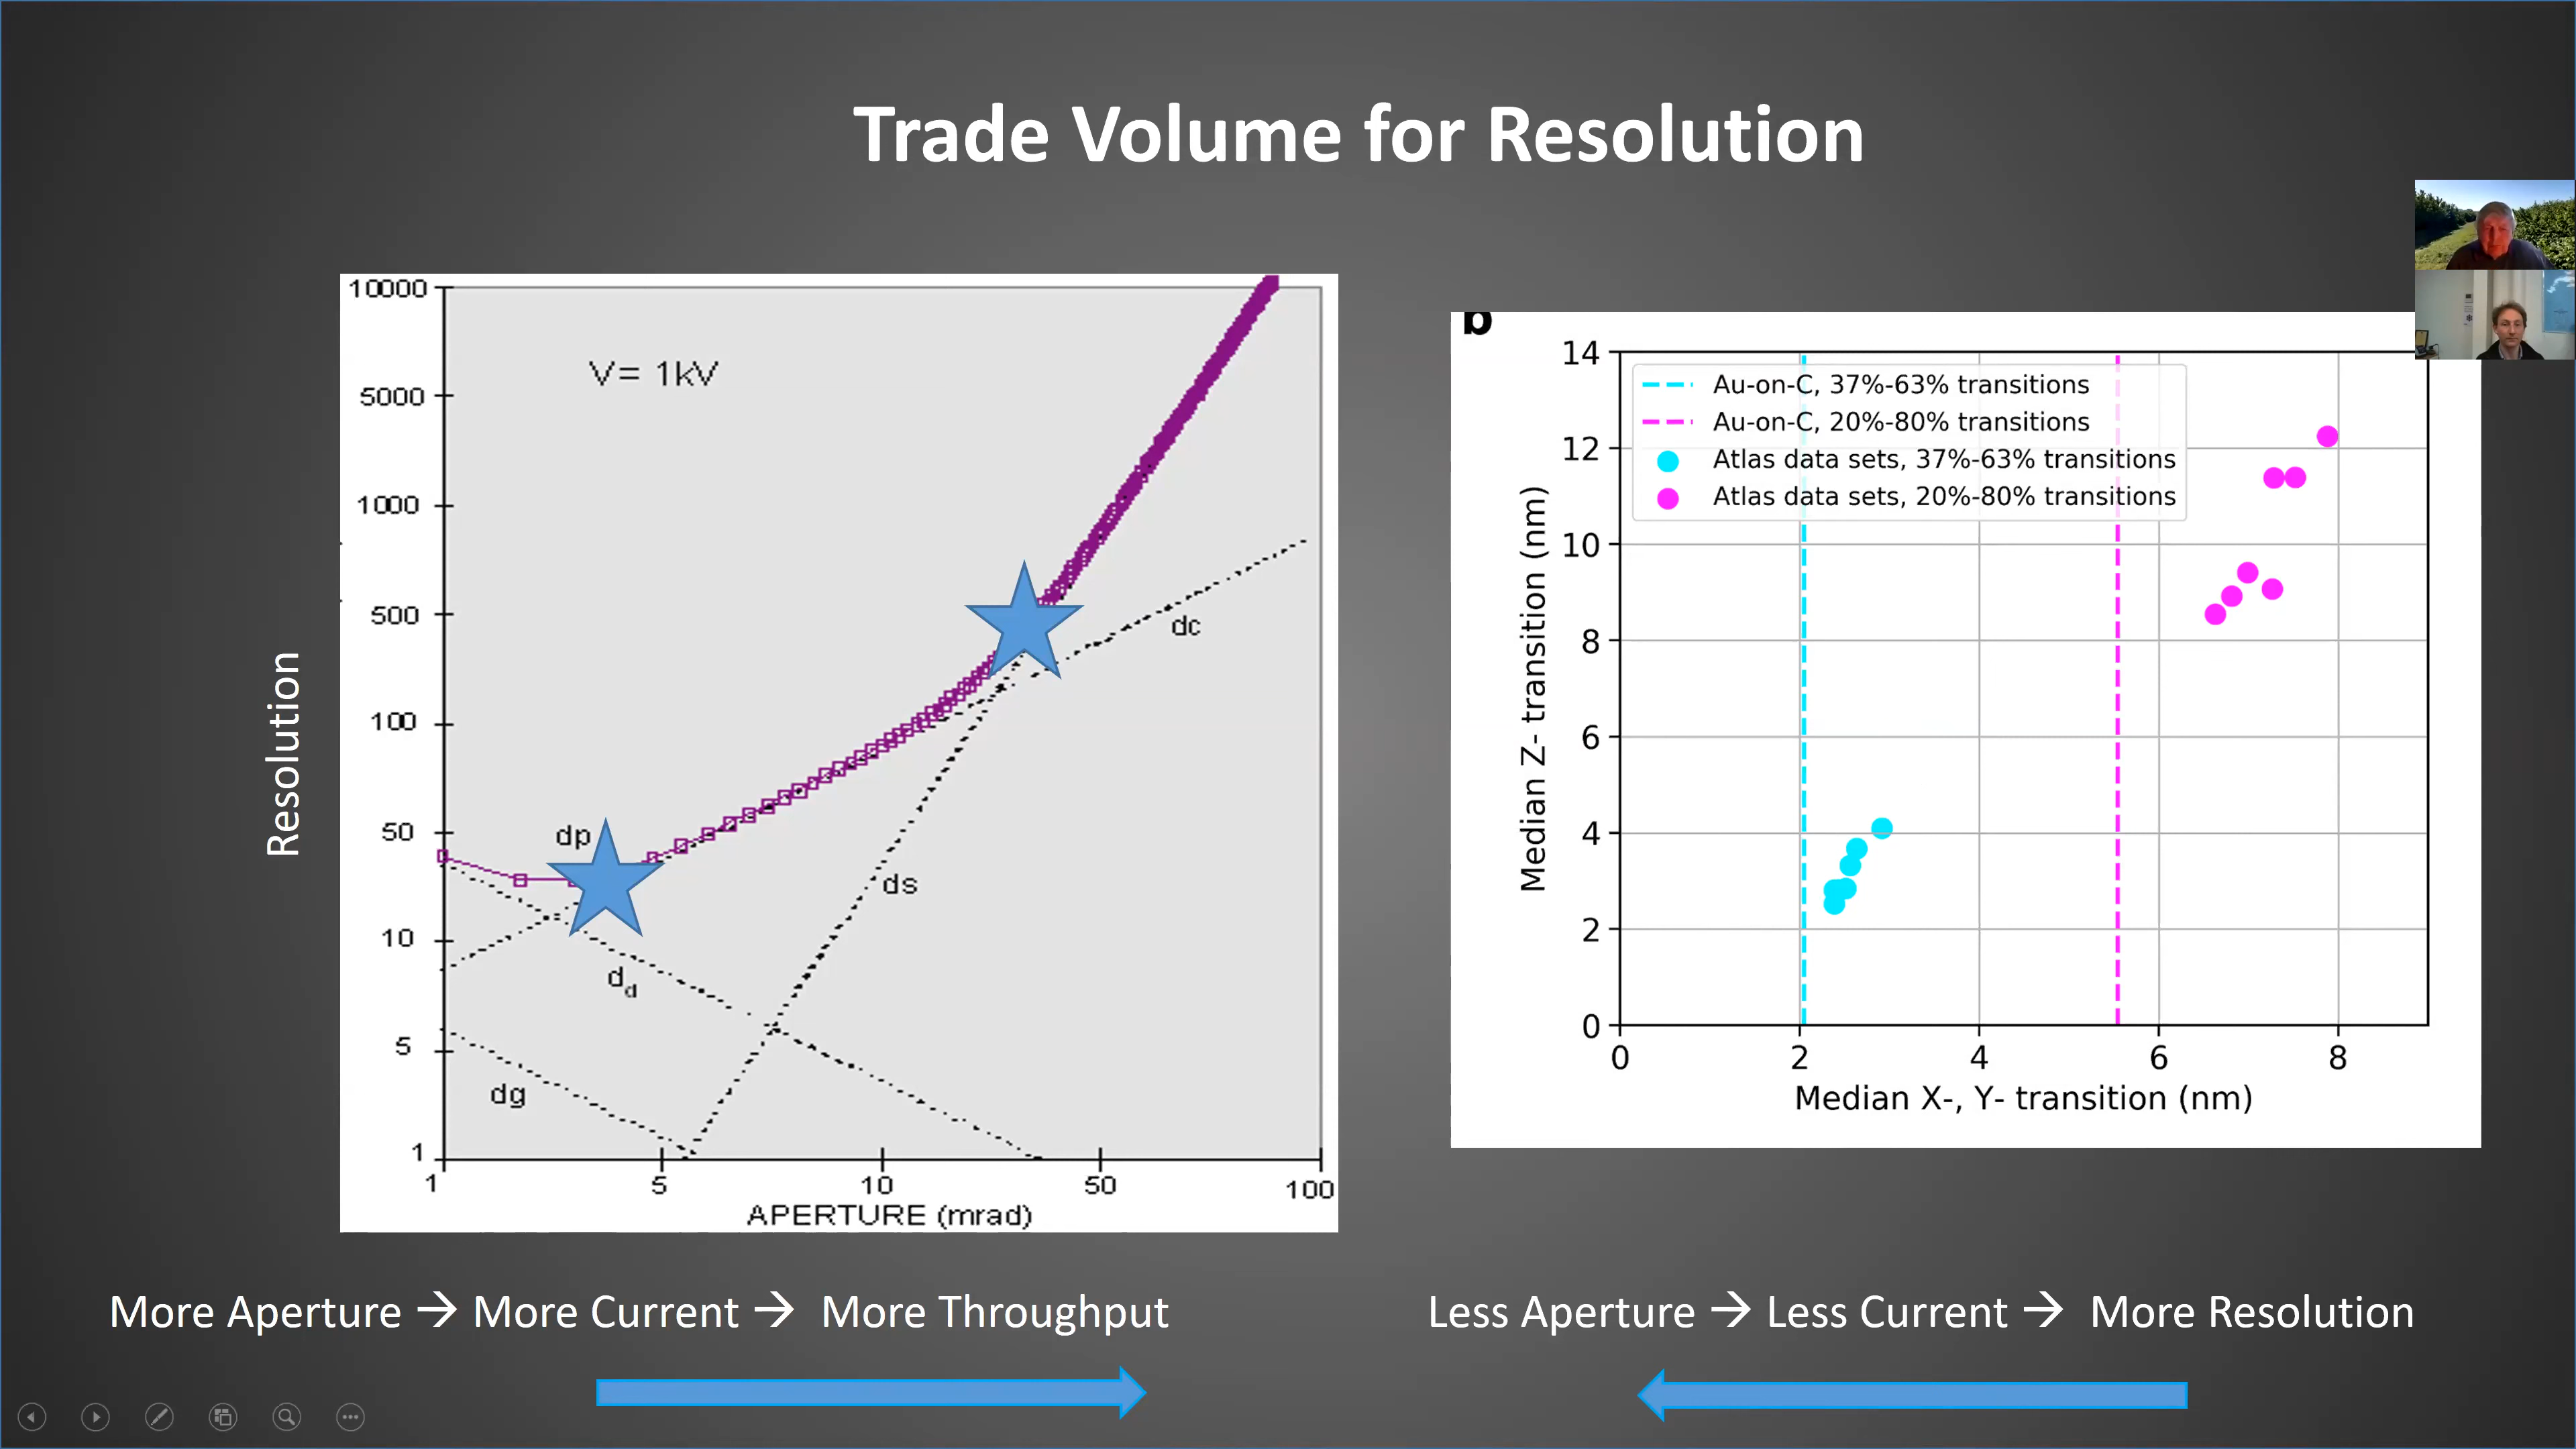 Trade Volume for Resolution
Resolution
10000
5000
1000
500
100
50
10
5
1
V= 1kV
dp
dc
ds
dd
dg
1 5 10 50 100
APERTURE (mrad)
b
Median Z- transition (nm)
14
12
10
8
6
4
2
0
Au-on-C, 37%-63% transitions
Au-on-C, 20%-80% transitions
Atlas data sets, 37%-63% transitions
Atlas data sets, 20%-80% transitions
0 2 4 6 8
Median X-, Y- transition (nm)
More Aperture → More Current → More Throughput
Less Aperture → Less Current → More Resolution